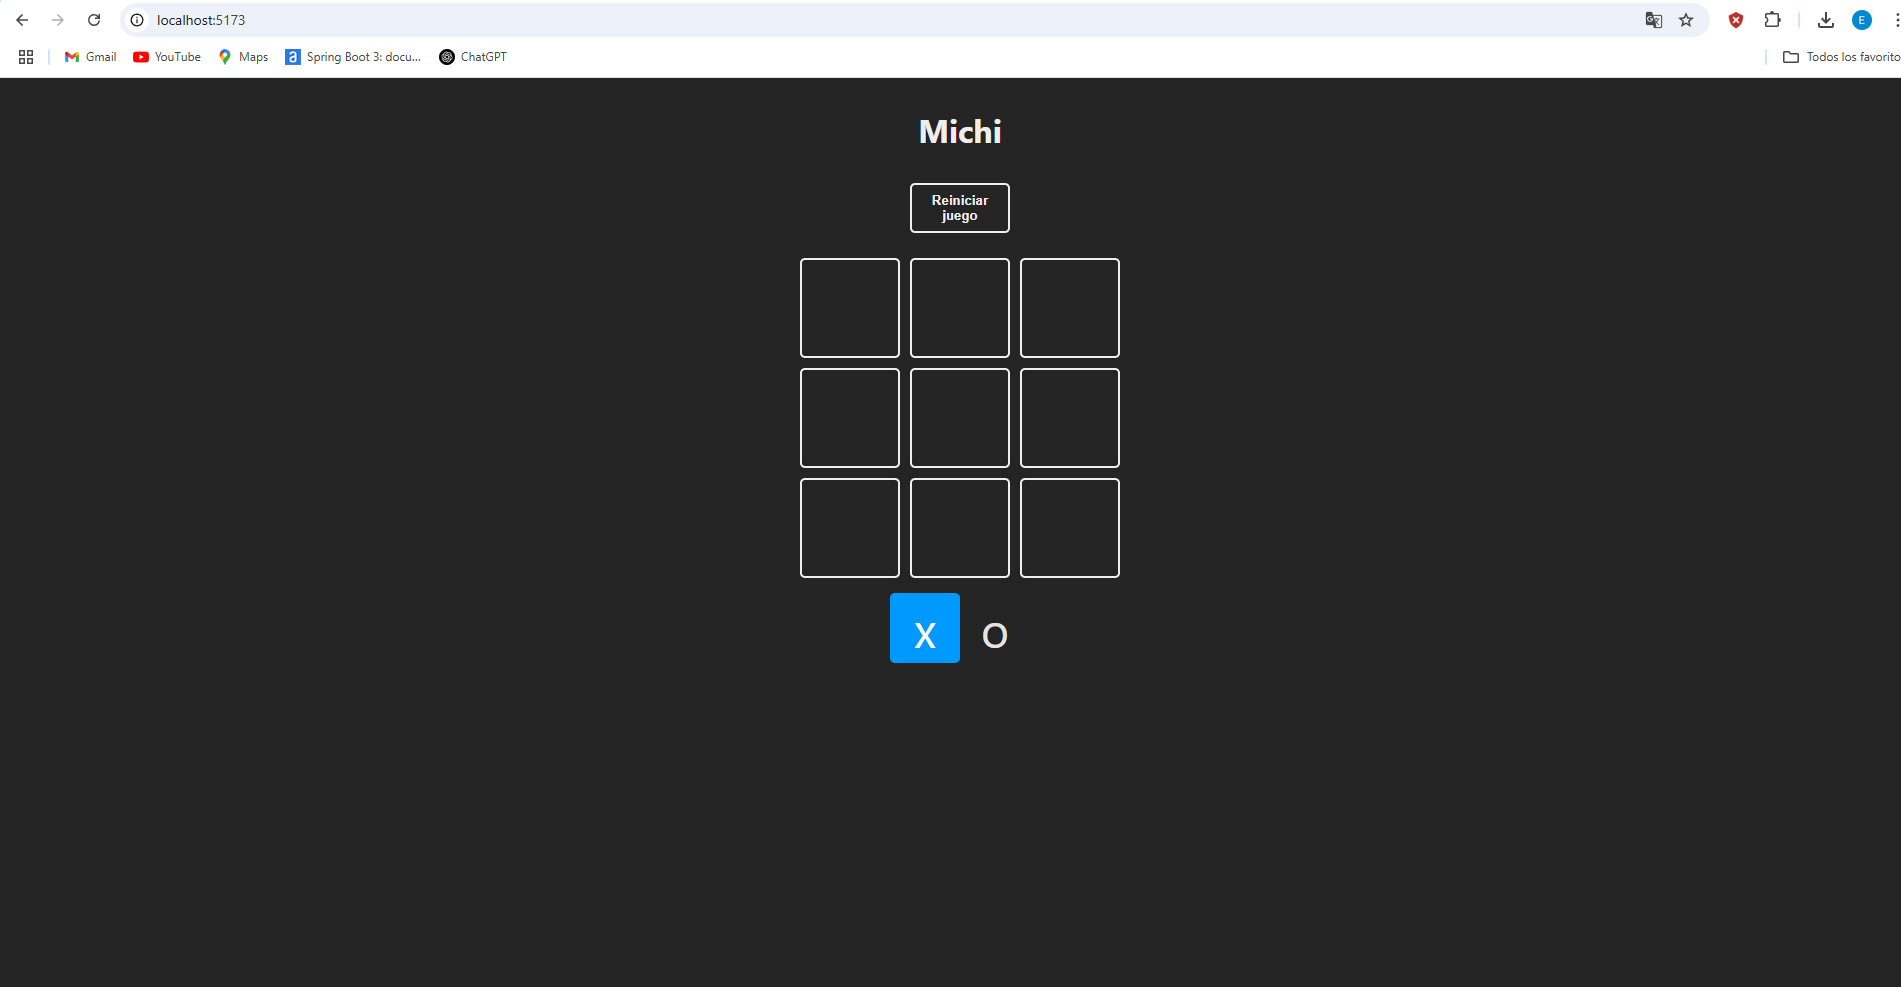 localhost:5173
Gmail YouTube Maps Spring Boot 3: docu... ChatGPT Todos los favorito
Michi
Reiniciar
juego
X O